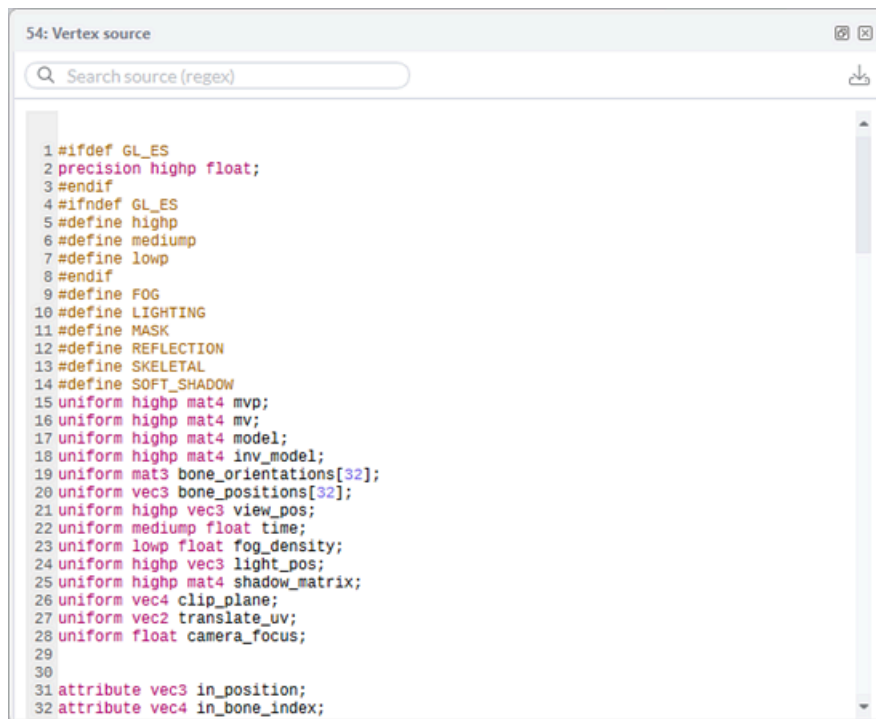 54: Vertex source
Search source (regex)
1 #ifdef GL_ES
2 precision highp float;
3 #endif
4 #ifndef GL_ES
5 #define highp
6 #define mediump
7 #define lowp
8 #endif
9 #define FOG
10 #define LIGHTING
11 #define MASK
12 #define REFLECTION
13 #define SKELETAL
14 #define SOFT_SHADOW
15 uniform highp mat4 mvp;
16 uniform highp mat4 mv;
17 uniform highp mat4 model;
18 uniform highp mat4 inv_model;
19 uniform mat3 bone_orientations[32];
20 uniform vec3 bone_positions[32];
21 uniform highp vec3 view_pos;
22 uniform mediump float time;
23 uniform lowp float fog_density;
24 uniform highp vec3 light_pos;
25 uniform highp mat4 shadow_matrix;
26 uniform vec4 clip_plane;
27 uniform vec2 translate_uv;
28 uniform float camera_focus;
29
30
31 attribute vec3 in_position;
32 attribute vec4 in_bone_index;